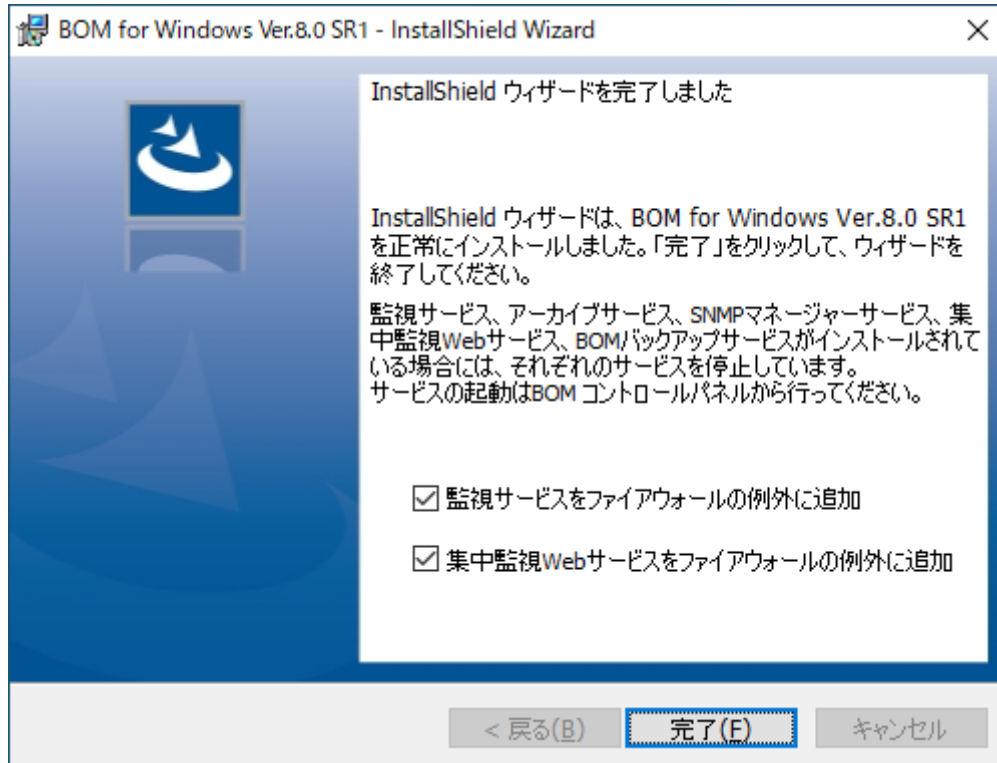 BOM for Windows Ver.8.0 SR1 - InstallShield Wizard
InstallShield ウィザードを完了しました
InstallShield ウィザードは、BOM for Windows Ver.8.0 SR1
を正常にインストールしました。「完了」をクリックして、ウィザードを
終了してください。
監視サービス、アーカイブサービス、SNMPマネージャーサービス、集
中監視Webサービス、BOMバックアップサービスがインストールされて
いる場合には、それぞれのサービスを停止しています。
サービスの起動はBOM コントロールパネルから行ってください。
監視サービスをファイアウォールの例外に追加
集中監視Webサービスをファイアウォールの例外に追加
< 戻る(B) 完了(F) キャンセル